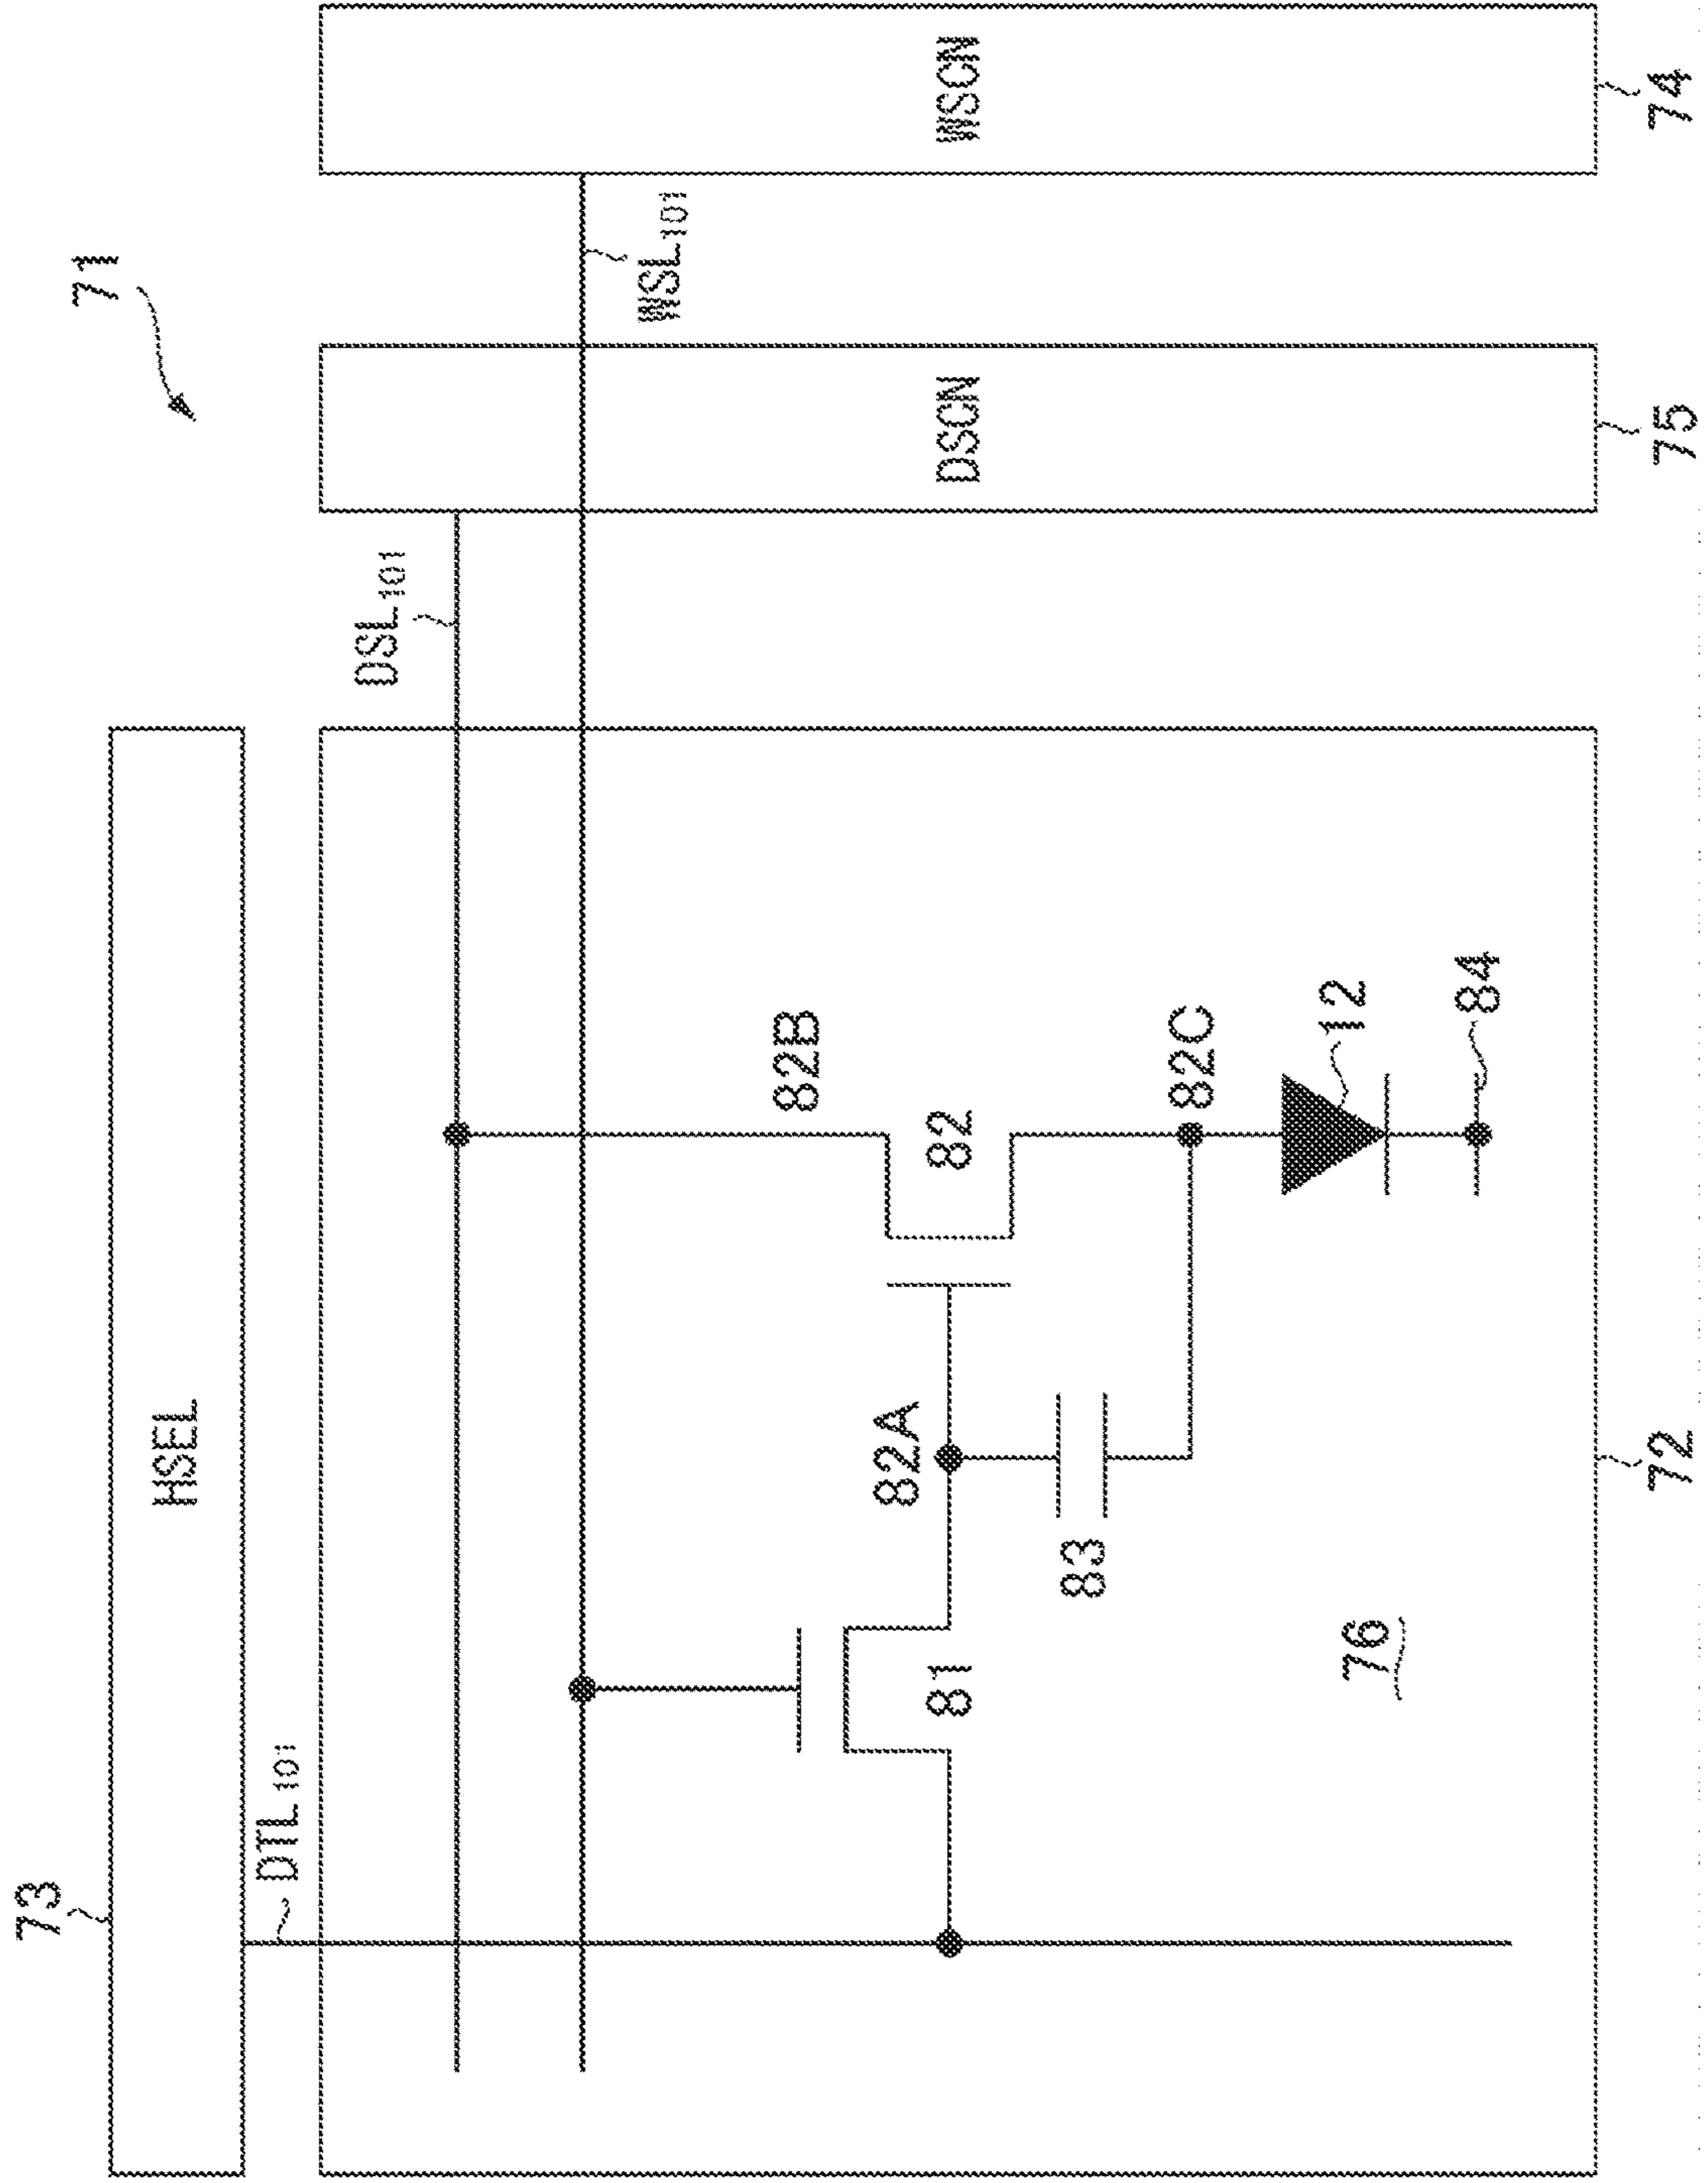 71
73
HSEL
DTL101
DSL101
WSL101
82B
82A
82
81
83
82C
12
84
76
72
DSCN
75
WSCN
74